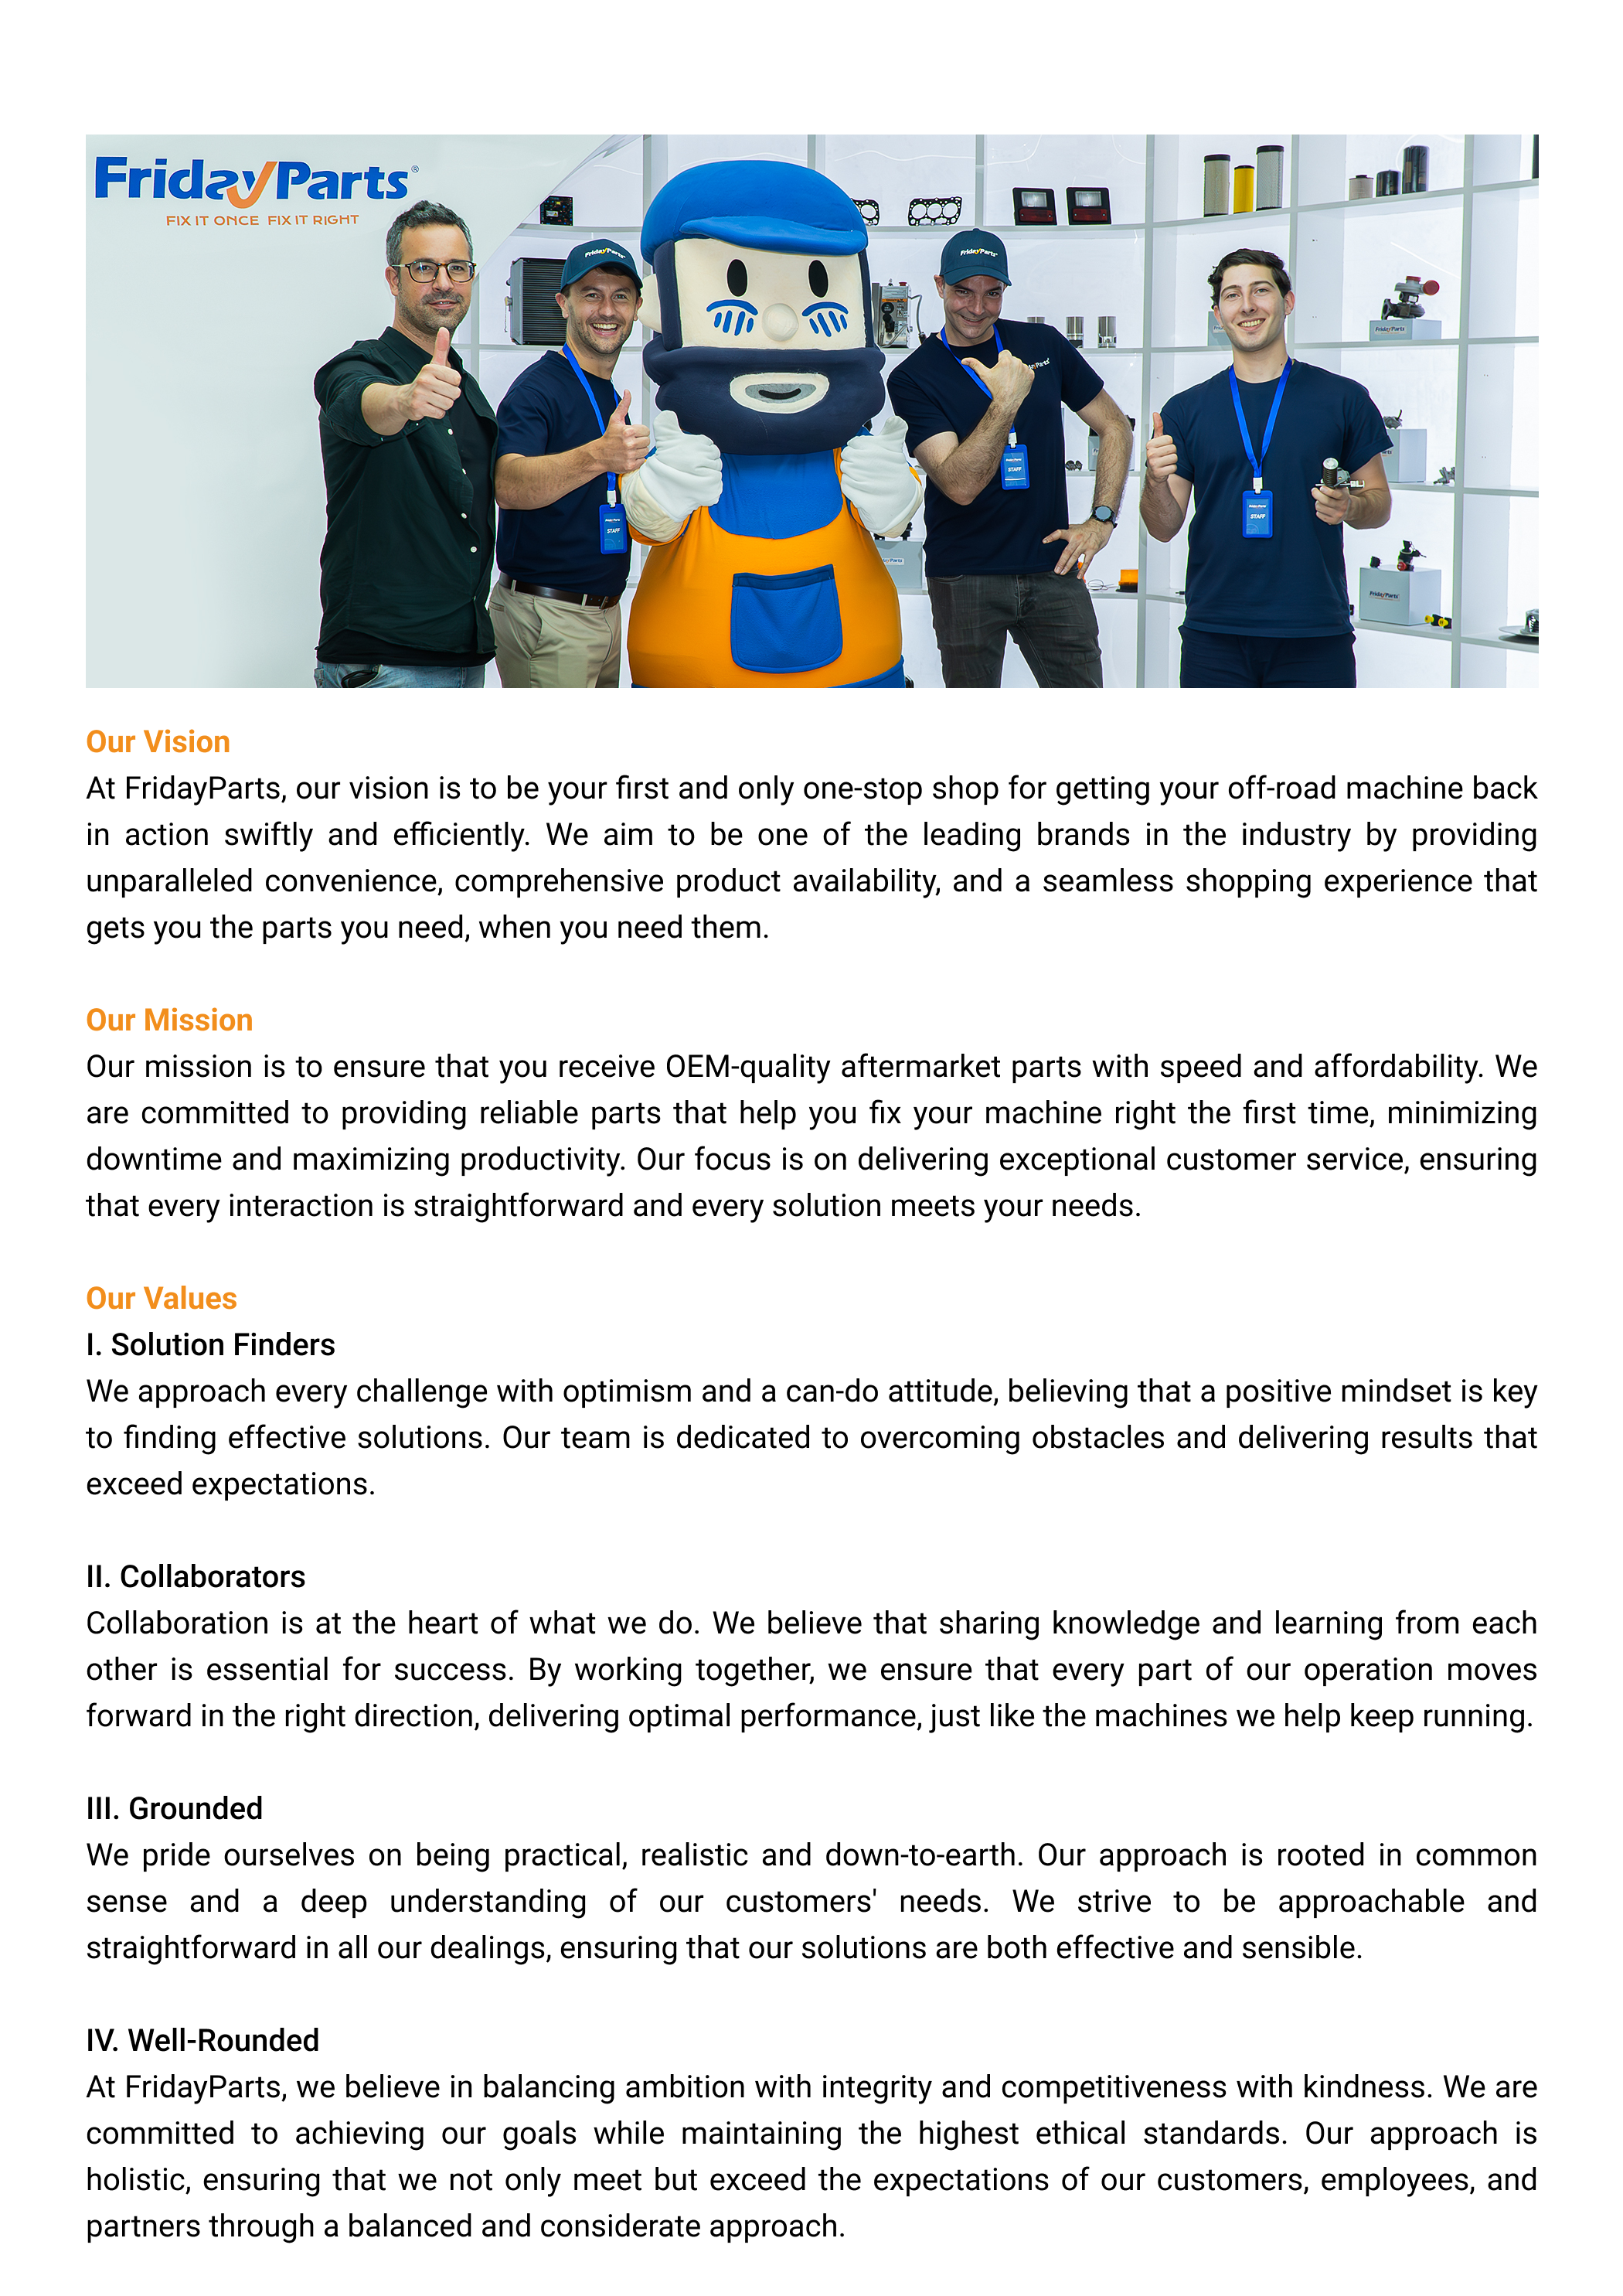 FridayParts®
FIX IT ONCE FIX IT RIGHT
FridayParts
FridayParts
FridayParts
STAFF
STAFF
STAFF
FridayParts
Our Vision
At FridayParts, our vision is to be your first and only one-stop shop for getting your off-road machine back
in action swiftly and efficiently. We aim to be one of the leading brands in the industry by providing
unparalleled convenience, comprehensive product availability, and a seamless shopping experience that
gets you the parts you need, when you need them.
Our Mission
Our mission is to ensure that you receive OEM-quality aftermarket parts with speed and affordability. We
are committed to providing reliable parts that help you fix your machine right the first time, minimizing
downtime and maximizing productivity. Our focus is on delivering exceptional customer service, ensuring
that every interaction is straightforward and every solution meets your needs.
Our Values
I. Solution Finders
We approach every challenge with optimism and a can-do attitude, believing that a positive mindset is key
to finding effective solutions. Our team is dedicated to overcoming obstacles and delivering results that
exceed expectations.
II. Collaborators
Collaboration is at the heart of what we do. We believe that sharing knowledge and learning from each
other is essential for success. By working together, we ensure that every part of our operation moves
forward in the right direction, delivering optimal performance, just like the machines we help keep running.
III. Grounded
We pride ourselves on being practical, realistic and down-to-earth. Our approach is rooted in common
sense and a deep understanding of our customers' needs. We strive to be approachable and
straightforward in all our dealings, ensuring that our solutions are both effective and sensible.
IV. Well-Rounded
At FridayParts, we believe in balancing ambition with integrity and competitiveness with kindness. We are
committed to achieving our goals while maintaining the highest ethical standards. Our approach is
holistic, ensuring that we not only meet but exceed the expectations of our customers, employees, and
partners through a balanced and considerate approach.